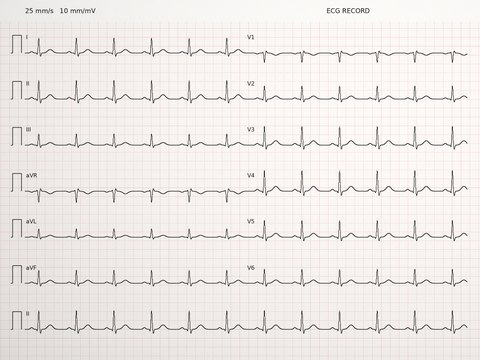 25 mm/s 10 mm/mV ECG RECORD
I V1
II V2
III V3
aVR V4
aVL V5
aVF V6
II